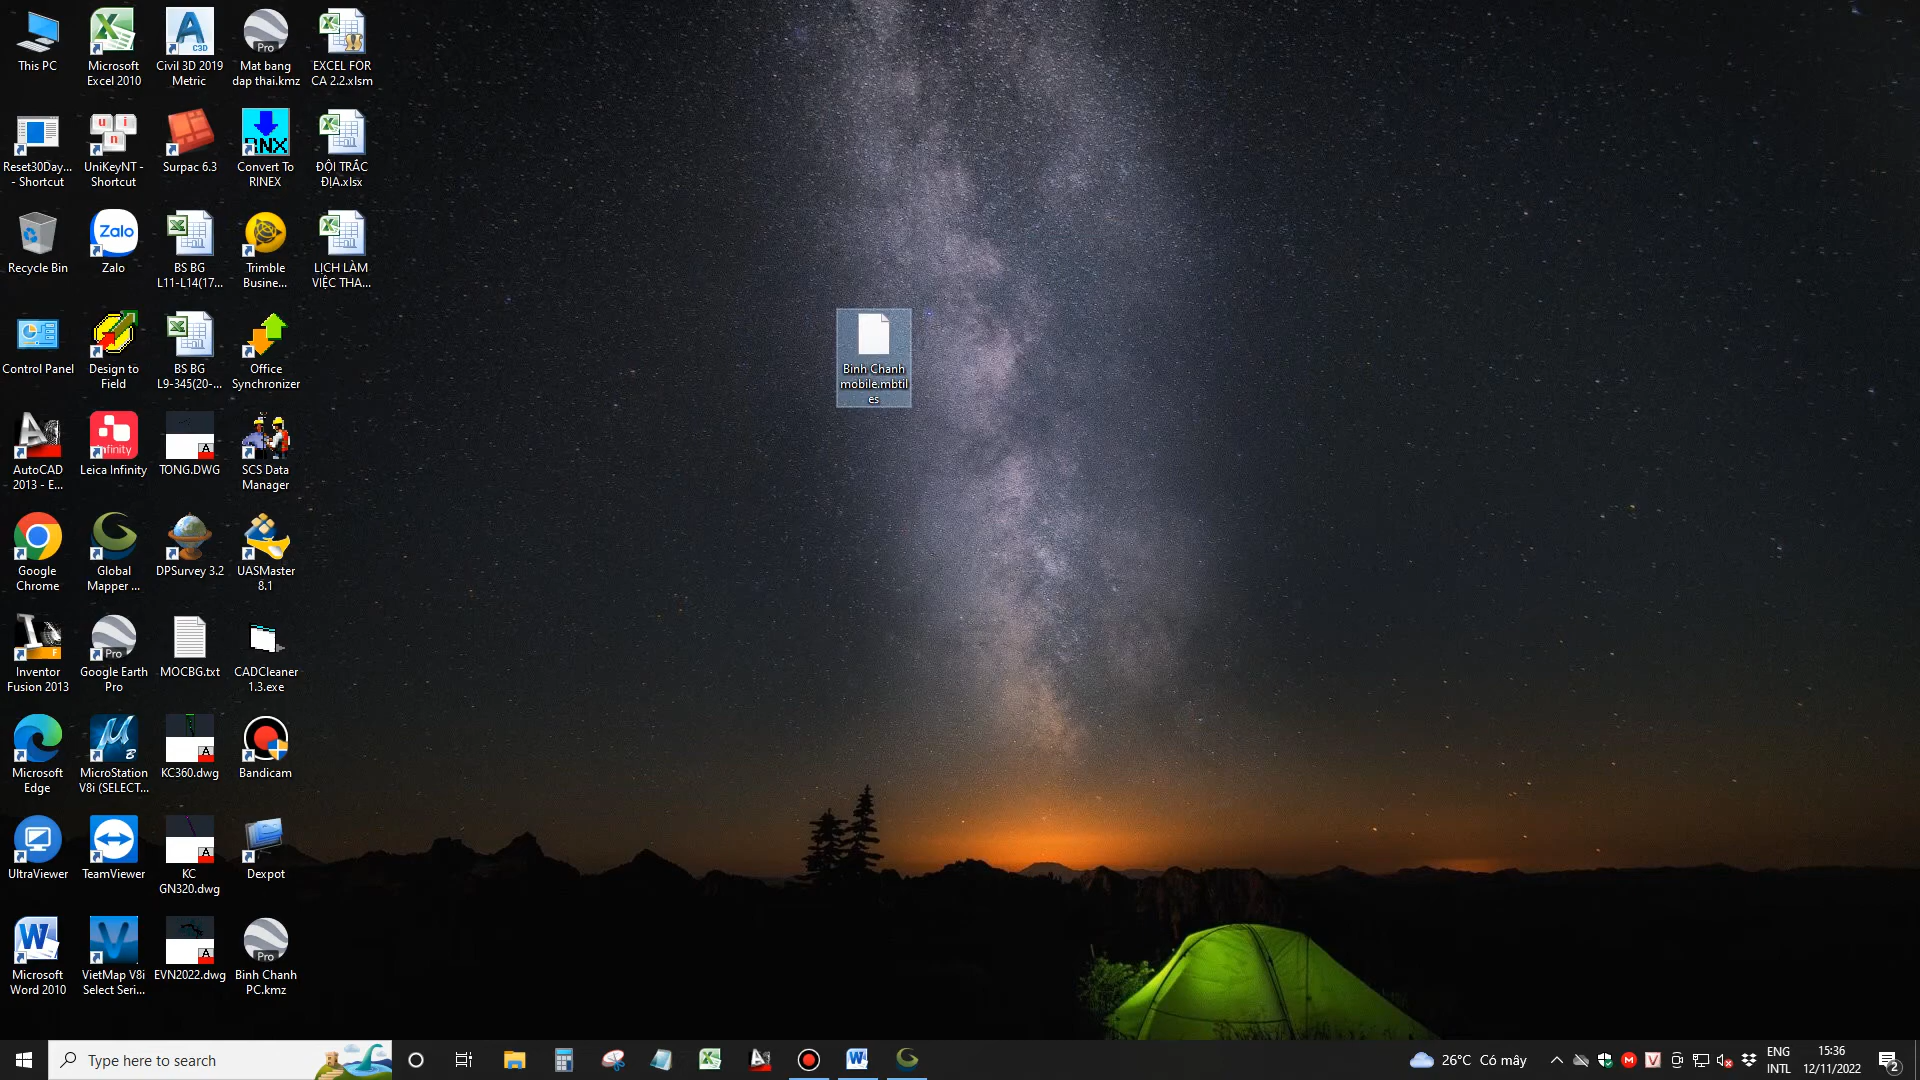 This PC
Microsoft
Excel 2010
Civil 3D 2019
Metric
Pro
Mat bang
dap thai.kmz
EXCEL FOR
CA 2.2.xlsm
Reset30Day...
- Shortcut
UniKeyNT -
Shortcut
Surpac 6.3
Convert To
RINEX
ĐỘI TRẮC
ĐỊA.xlsx
Recycle Bin
Zalo
Zalo
BS BG
L11-L14(17...
Trimble
Busine...
LỊCH LÀM
VIỆC THA...
Control Panel
Design to
Field
BS BG
L9-345(20-...
Office
Synchronizer
Binh Chanh
mobile.mbtil
es
AutoCAD
2013 - E...
Leica Infinity
TONG.DWG
SCS Data
Manager
Google
Chrome
Global
Mapper ...
DPSurvey 3.2
UASMaster
8.1
Inventor
Fusion 2013
Pro
Google Earth
Pro
MOCBG.txt
CADCleaner
1.3.exe
Microsoft
Edge
MicroStation
V8i (SELECT...
KC360.dwg
Bandicam
UltraViewer
TeamViewer
KC
GN320.dwg
Dexpot
Microsoft
Word 2010
VietMap V8i
Select Seri...
EVN2022.dwg
Pro
Binh Chanh
PC.kmz
Type here to search
26°C Có mây
ENG
INTL
15:36
12/11/2022
2